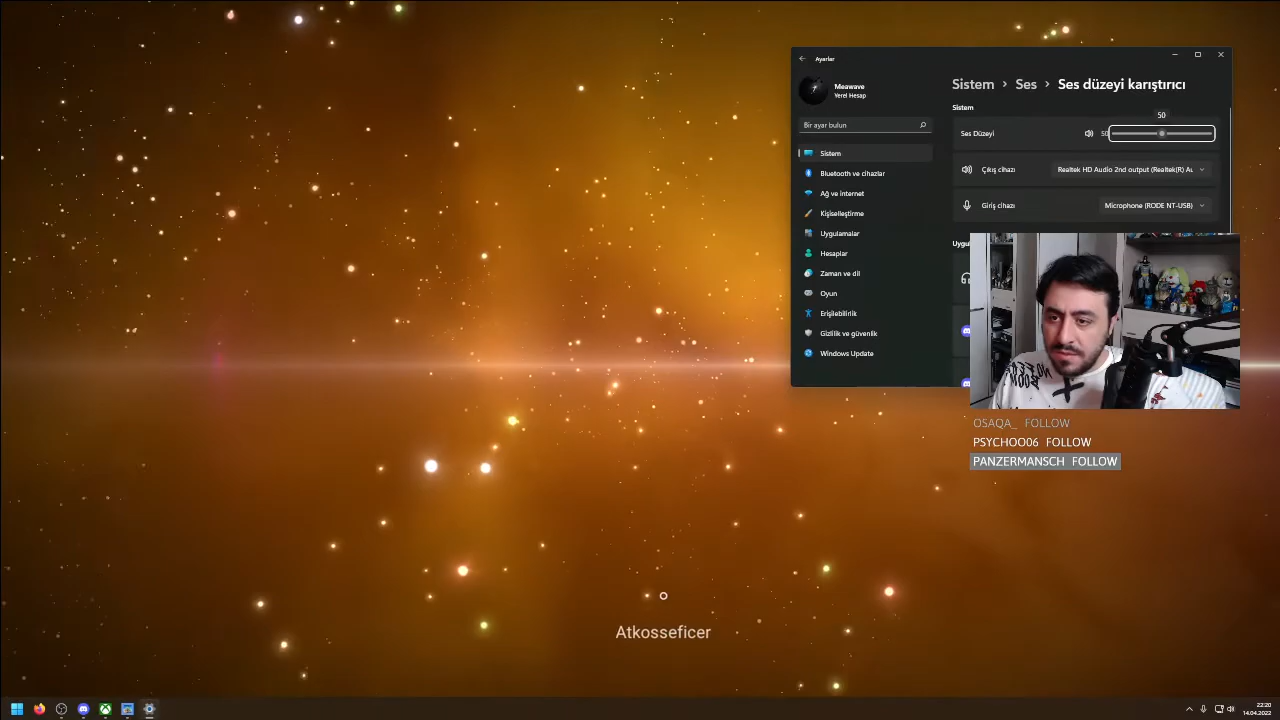 Ayarlar
Meawave
Yerel Hesap
Bir ayar bulun
Sistem
Bluetooth ve cihazlar
Ağ ve internet
Kişiselleştirme
Uygulamalar
Hesaplar
Zaman ve dil
Oyun
Erişilebilirlik
Gizlilik ve güvenlik
Windows Update
Sistem > Ses > Ses düzeyi karıştırıcı
Sistem
50
Ses Düzeyi 50
Çıkış cihazı Realtek HD Audio 2nd output (Realtek(R) Au
Giriş cihazı Microphone (RODE NT-USB)
OSAQA_ FOLLOW
PSYCHOO06 FOLLOW
PANZERMANSCH FOLLOW
Atkosseficer
22:20
14.04.2022